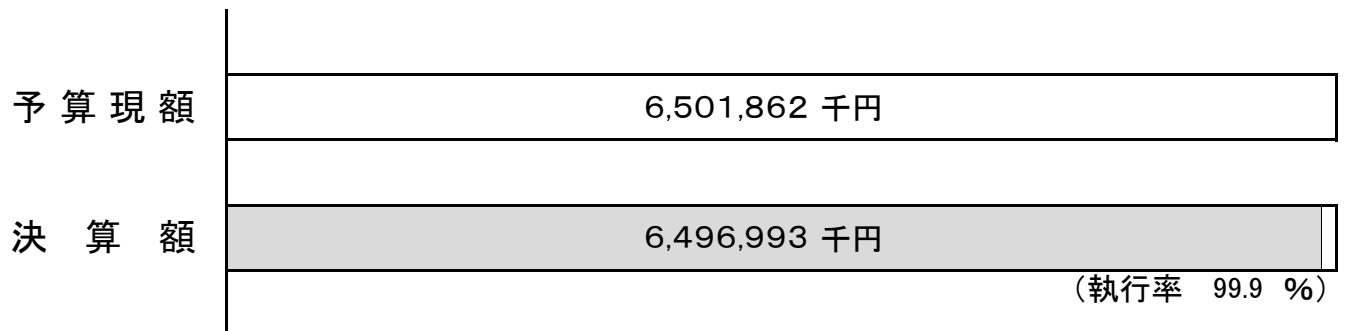 予算現額 6,501,862 千円
決算額 6,496,993 千円
（執行率 99.9 %）